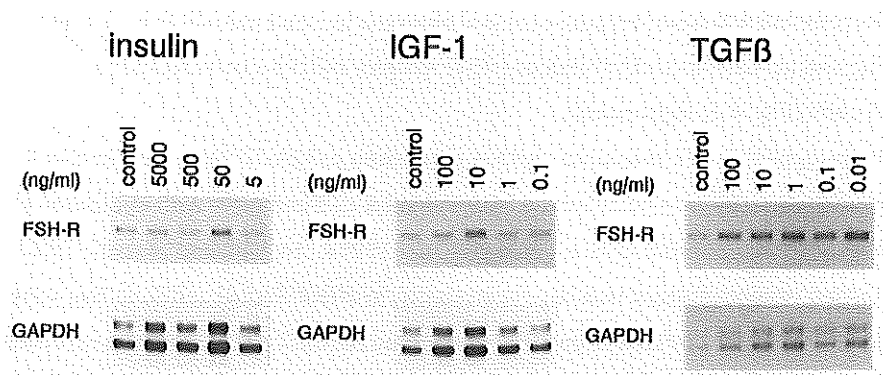 insulin IGF-1 TGFß
(ng/ml) control 5000 500 50 5 (ng/ml) control 100 10 1 0.1 (ng/ml) control 100 10 1 0.1 0.01
FSH-R FSH-R FSH-R
GAPDH GAPDH GAPDH